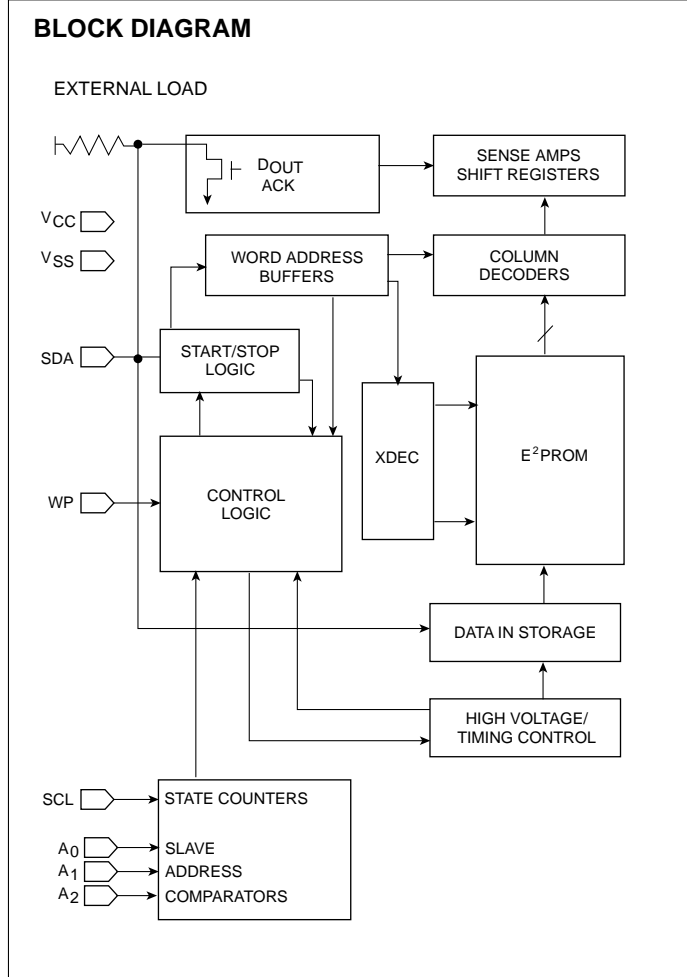 BLOCK DIAGRAM
EXTERNAL LOAD
DOUT
ACK
SENSE AMPS
SHIFT REGISTERS
VCC
VSS
WORD ADDRESS
BUFFERS
COLUMN
DECODERS
SDA
START/STOP
LOGIC
XDEC
E²PROM
WP
CONTROL
LOGIC
DATA IN STORAGE
HIGH VOLTAGE/
TIMING CONTROL
SCL
STATE COUNTERS
A0
SLAVE
A1
ADDRESS
A2
COMPARATORS